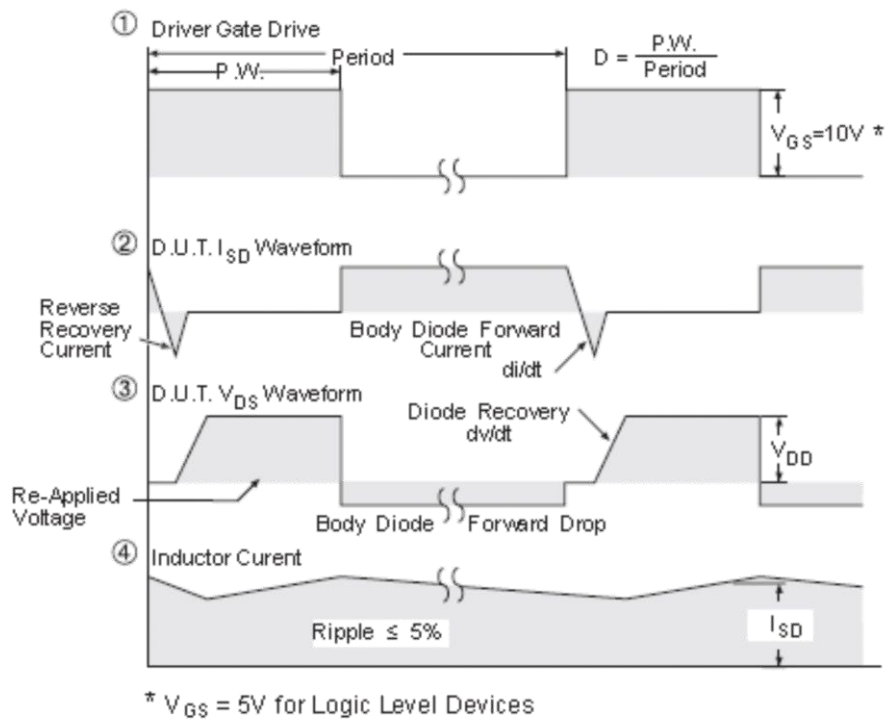 ① Driver Gate Drive
P.W.
Period
D = P.W. / Period
V_GS=10V *
② D.U.T. I_SD Waveform
Reverse
Recovery
Current
Body Diode Forward
Current
di/dt
③ D.U.T. V_DS Waveform
Diode Recovery
dv/dt
V_DD
Re-Applied
Voltage
Body Diode Forward Drop
④ Inductor Curent
Ripple ≤ 5%
I_SD
* V_GS = 5V for Logic Level Devices